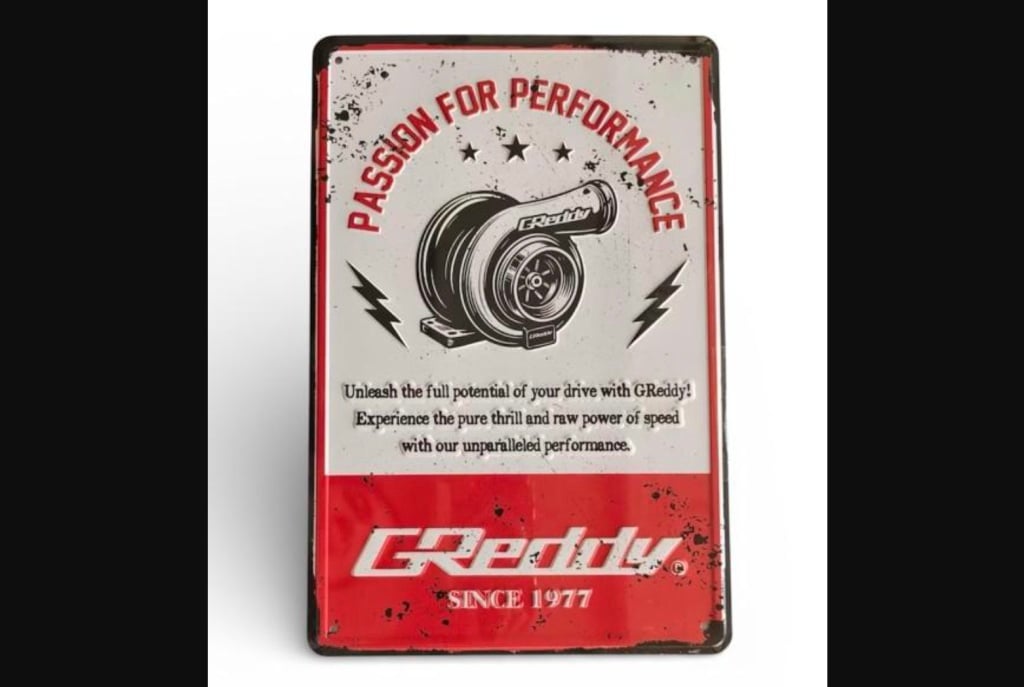 PASSION FOR PERFORMANCE
GReddy
GReddy
Unleash the full potential of your drive with GReddy!
Experience the pure thrill and raw power of speed
with our unparalleled performance.
GReddy®
SINCE 1977